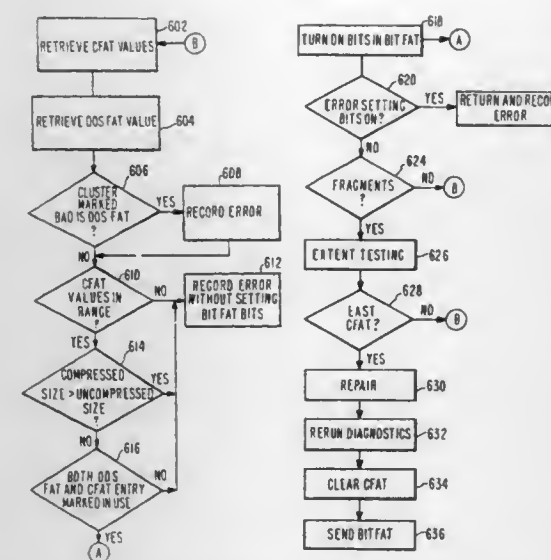 602
RETRIEVE CFAT VALUES
B
RETRIEVE DOS FAT VALUE
604
606
CLUSTER
MARKED
BAD IS DOS FAT
?
YES
608
RECORD ERROR
NO
610
CFAT
VALUES IN
RANGE
?
NO
612
RECORD ERROR
WITHOUT SETTING
BIT FAT BITS
YES
614
COMPRESSED
SIZE > UNCOMPRESSED
SIZE
?
YES
NO
616
BOTH DOS
FAT AND CFAT ENTRY
MARKED IN USE
NO
YES
A
618
TURN ON BITS IN BIT FAT
A
620
ERROR SETTING
BITS ON?
YES
RETURN AND RECO
ERROR
NO
624
FRAGMENTS
?
NO
B
YES
EXTENT TESTING
626
628
LAST
CFAT?
NO
B
YES
REPAIR
630
RERUN DIAGNOSTICS
632
CLEAR CFAT
634
SEND BIT FAT
636